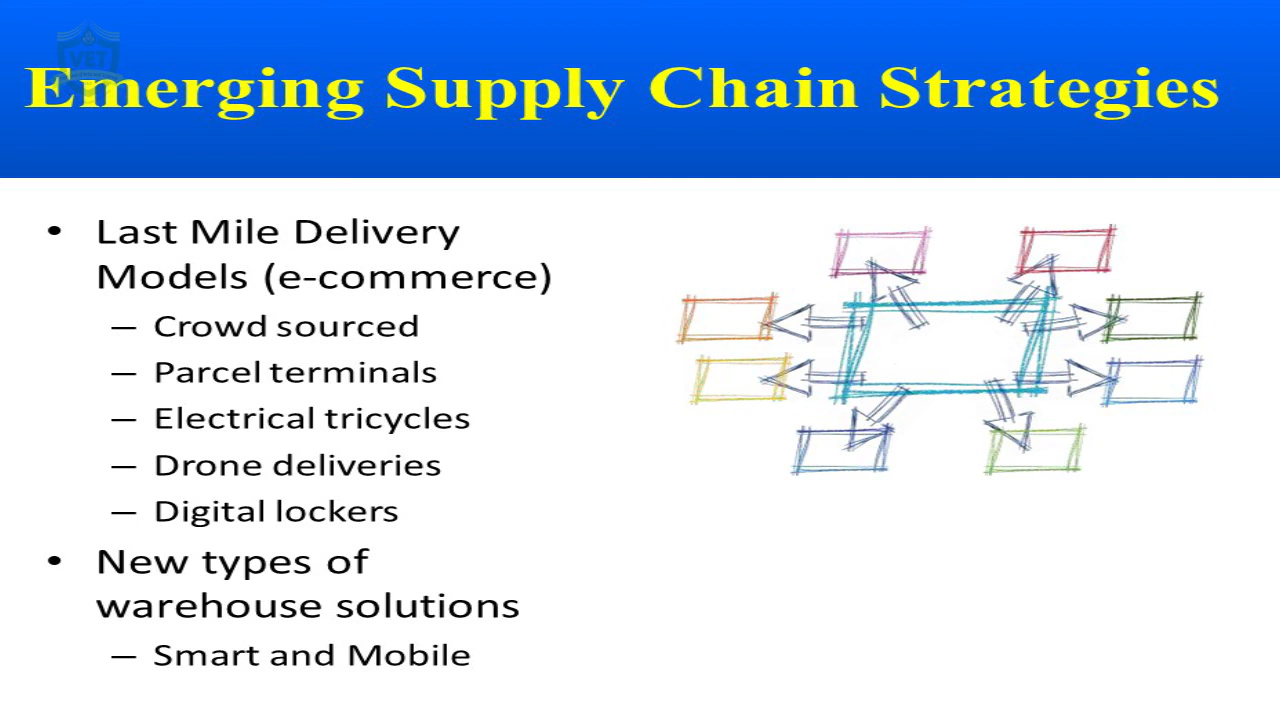 VET
Emerging Supply Chain Strategies
• Last Mile Delivery
Models (e-commerce)
– Crowd sourced
– Parcel terminals
– Electrical tricycles
– Drone deliveries
– Digital lockers
• New types of
warehouse solutions
– Smart and Mobile